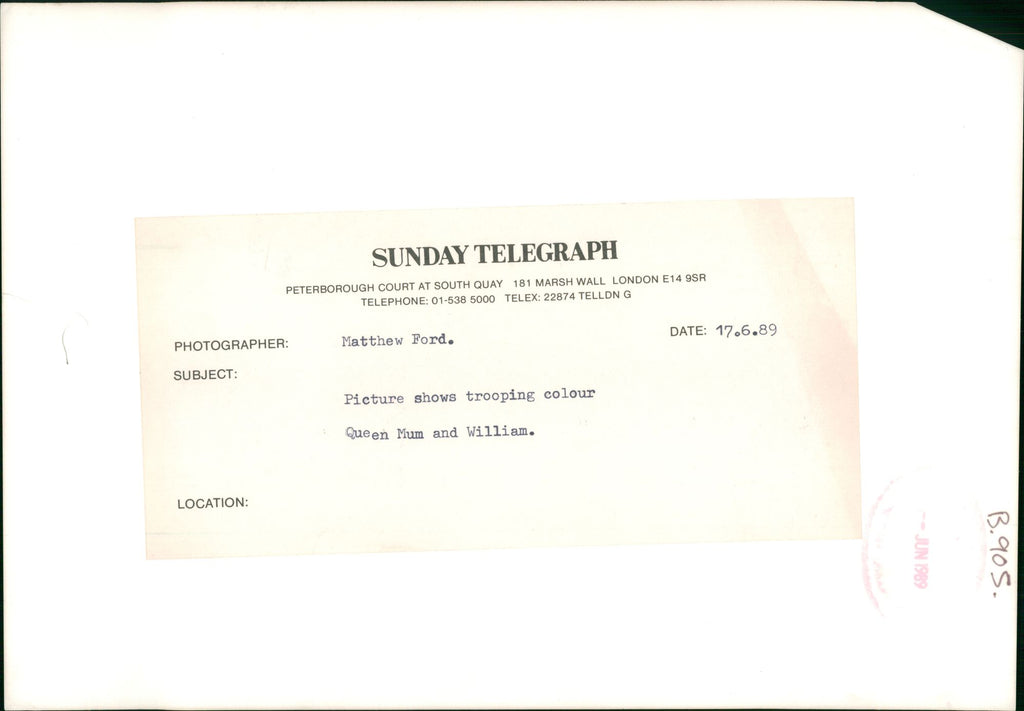 SUNDAY TELEGRAPH
PETERBOROUGH COURT AT SOUTH QUAY 181 MARSH WALL LONDON E14 9SR
TELEPHONE: 01-538 5000 TELEX: 22874 TELLDN G
PHOTOGRAPHER: Matthew Ford. DATE: 17.6.89
SUBJECT:
Picture shows trooping colour
Queen Mum and William.
LOCATION:
JUN 1989
B.905.